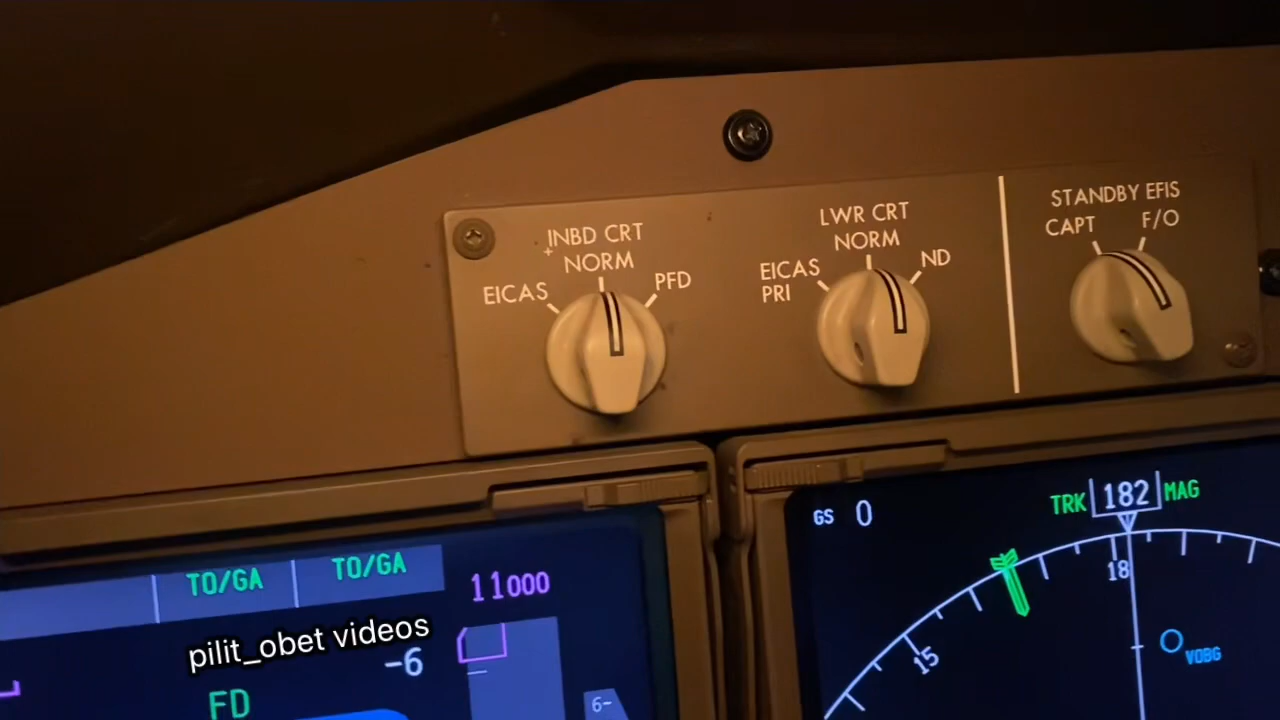 INBD CRT
NORM
EICAS
PFD
LWR CRT
NORM
EICAS
PRI
ND
STANDBY EFIS
CAPT
F/O
TO/GA
TO/GA
11000
pilit_obet videos
-6
FD
6-
GS 0
TRK 182 MAG
18
15
VOBG